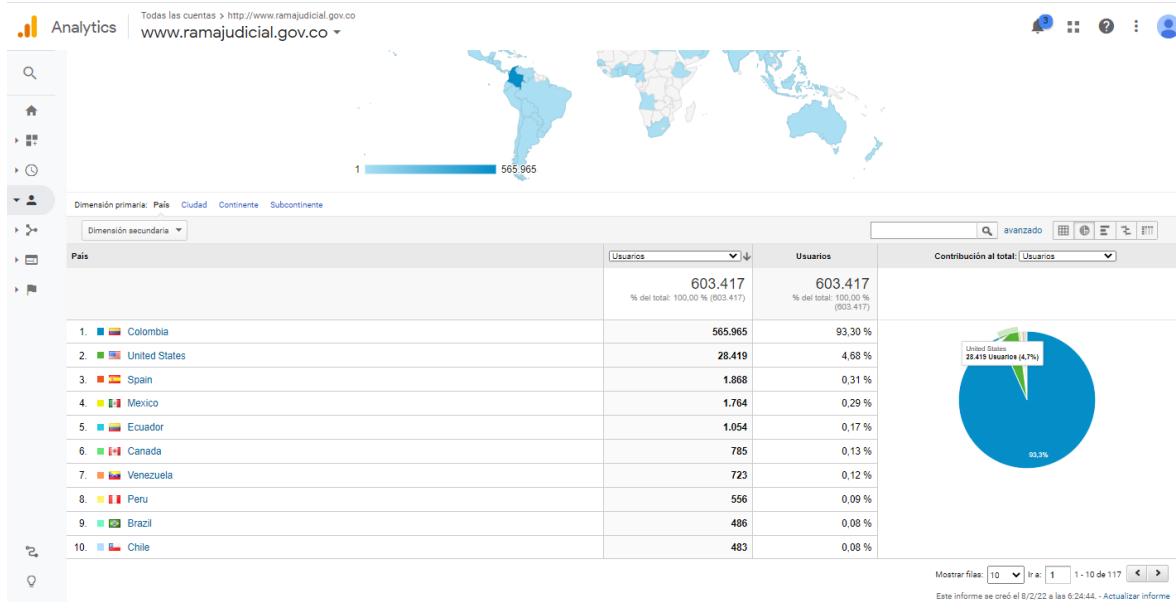 Analytics
Todas las cuentas > http://www.ramajudicial.gov.co
www.ramajudicial.gov.co
3
1 565.965
Dimensión primaria: País Ciudad Continente Subcontinente
Dimensión secundaria
avanzado
País Usuarios Usuarios Contribución al total: Usuarios
603.417 603.417
% del total: 100,00 % (603.417) % del total: 100,00 %
(603.417)
1. Colombia 565.965 93,30 %
2. United States 28.419 4,68 %
3. Spain 1.868 0,31 %
4. Mexico 1.764 0,29 %
5. Ecuador 1.054 0,17 %
6. Canada 785 0,13 %
7. Venezuela 723 0,12 %
8. Peru 556 0,09 %
9. Brazil 486 0,08 %
10. Chile 483 0,08 %
United States
28.419 Usuarios (4,7%)
93,3%
Mostrar filas: 10 Ir a: 1 1 - 10 de 117
Este informe se creó el 8/2/22 a las 6:24:44. - Actualizar informe